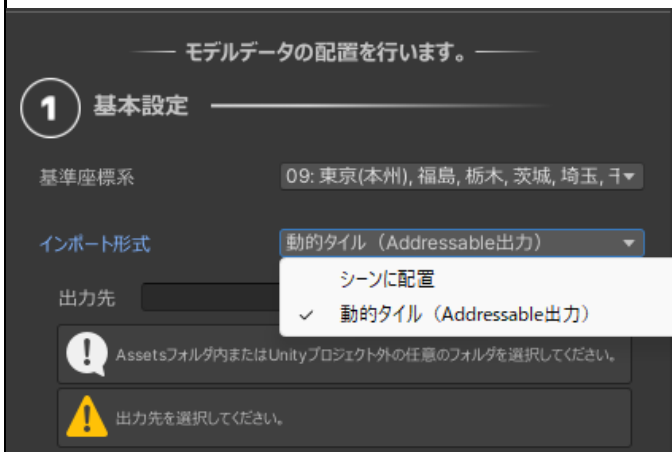 モデルデータの配置を行います。
1 基本設定
基準座標系 09: 東京(本州), 福島, 栃木, 茨城, 埼玉,
インポート形式 動的タイル（Addressable出力）
シーンに配置
出力先
✓ 動的タイル（Addressable出力）
Assetsフォルダ内またはUnityプロジェクト外の任意のフォルダを選択してください。
出力先を選択してください。